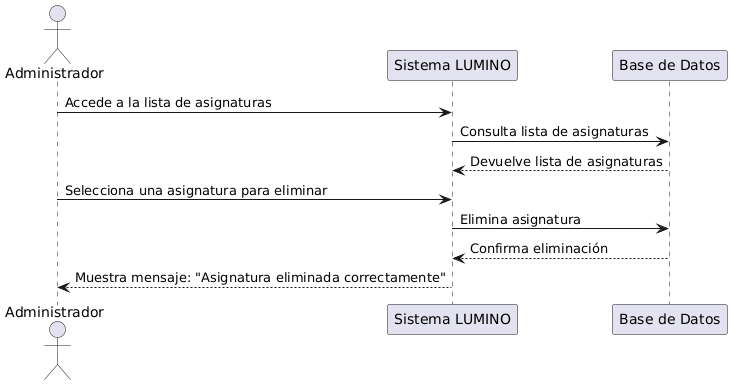 Administrador
Sistema LUMINO
Base de Datos
Accede a la lista de asignaturas
Consulta lista de asignaturas
Devuelve lista de asignaturas
Selecciona una asignatura para eliminar
Elimina asignatura
Confirma eliminación
Muestra mensaje: "Asignatura eliminada correctamente"
Administrador
Sistema LUMINO
Base de Datos